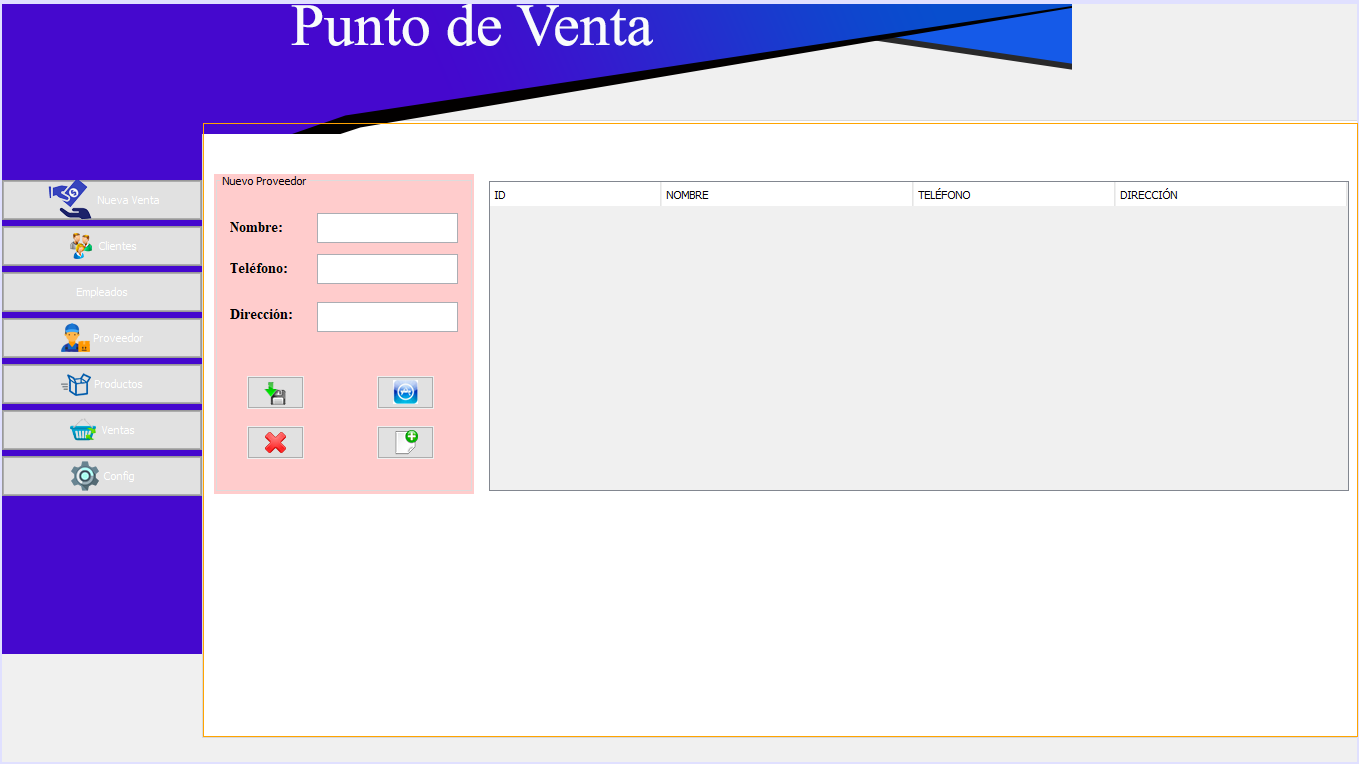 Punto de Venta
Nueva Venta
Clientes
Empleados
Proveedor
Productos
Ventas
Config
Nuevo Proveedor
Nombre:
Teléfono:
Dirección:
ID NOMBRE TELÉFONO DIRECCIÓN